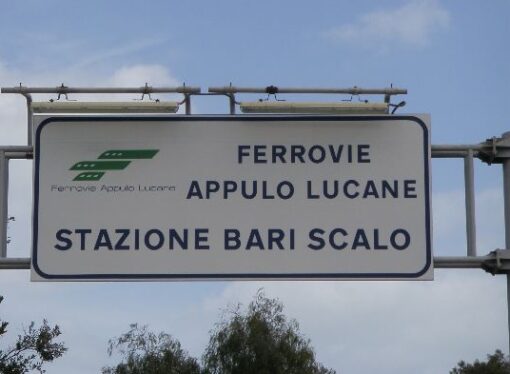 FERROVIE
APPULO LUCANE
Ferrovie Appulo Lucane
STAZIONE BARI SCALO